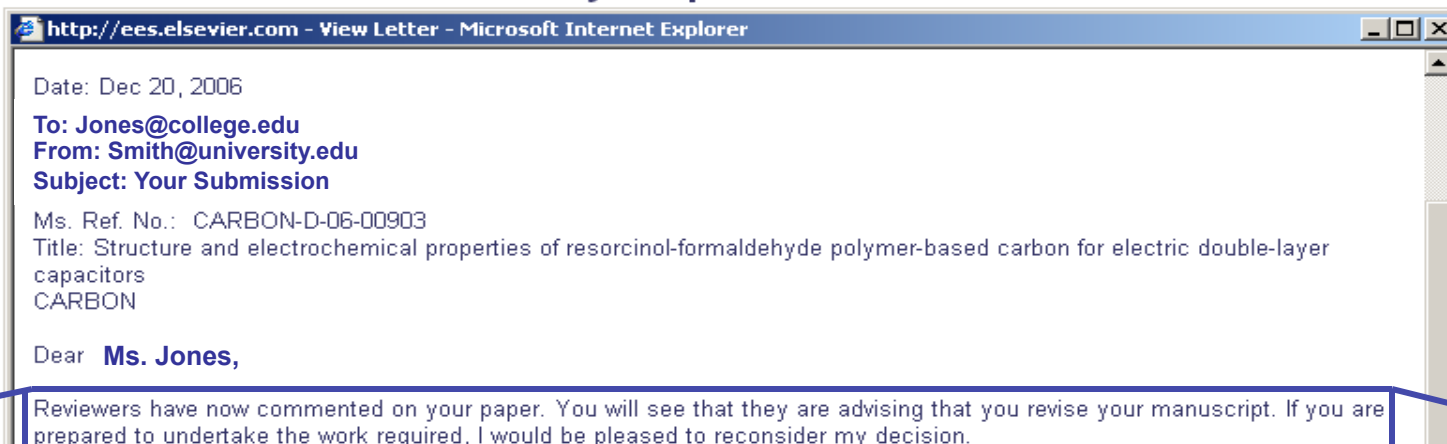 http://ees.elsevier.com - View Letter - Microsoft Internet Explorer
Date: Dec 20, 2006
To: Jones@college.edu
From: Smith@university.edu
Subject: Your Submission
Ms. Ref. No.: CARBON-D-06-00903
Title: Structure and electrochemical properties of resorcinol-formaldehyde polymer-based carbon for electric double-layer
capacitors
CARBON
Dear Ms. Jones,
Reviewers have now commented on your paper. You will see that they are advising that you revise your manuscript. If you are
prepared to undertake the work required, I would be pleased to reconsider my decision.